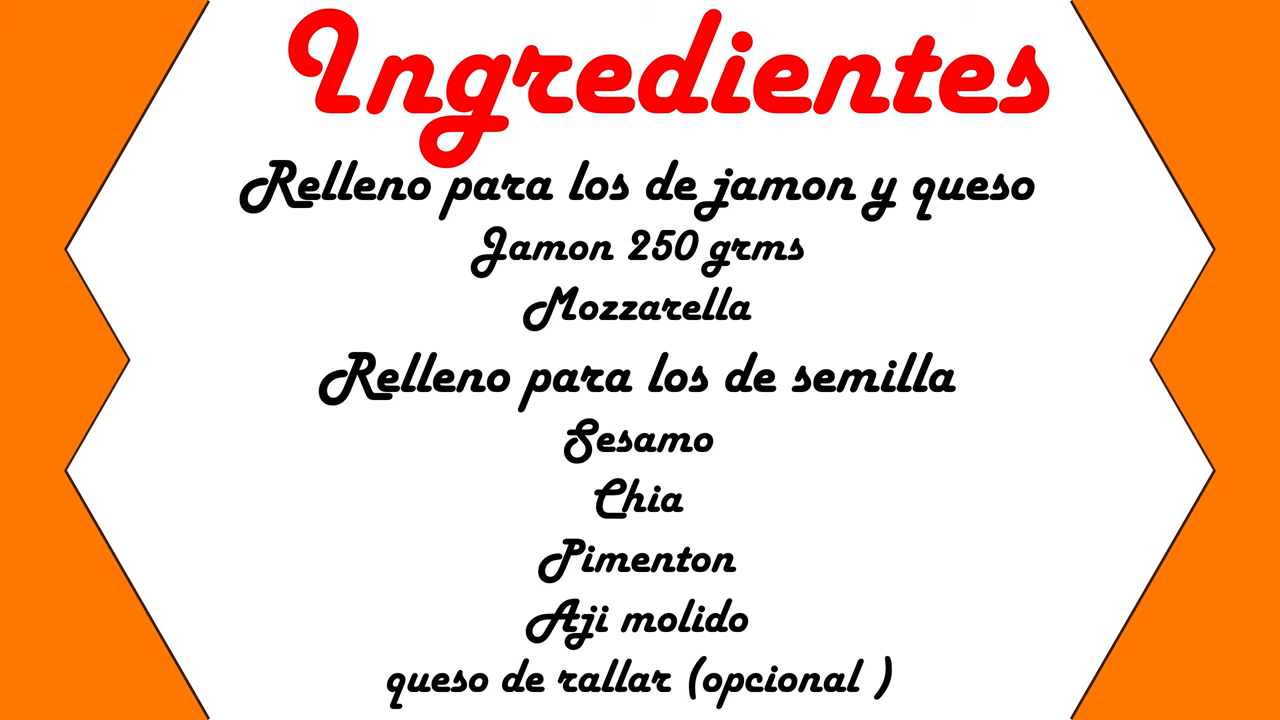 Ingredientes
Relleno para los de jamon y queso
Jamon 250 grms
Mozzarella
Relleno para los de semilla
Sesamo
Chia
Pimenton
Aji molido
queso de rallar (opcional )